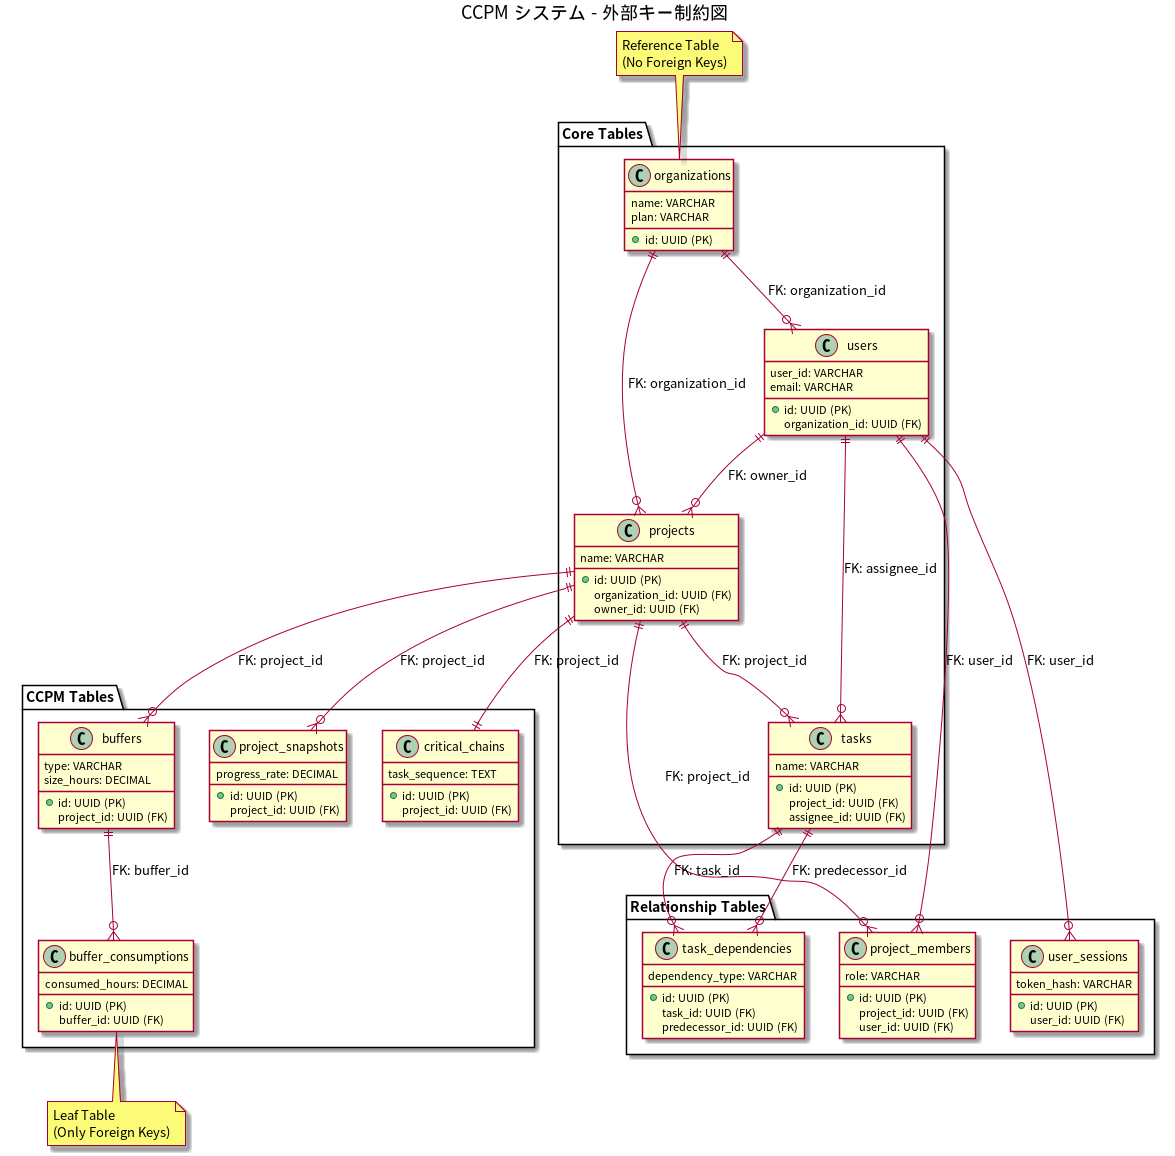 CCPM システム - 外部キー制約図
Reference Table
(No Foreign Keys)
Core Tables
C organizations
name: VARCHAR
plan: VARCHAR
id: UUID (PK)
FK: organization_id
C users
user_id: VARCHAR
email: VARCHAR
id: UUID (PK)
organization_id: UUID (FK)
FK: organization_id
FK: owner_id
C projects
name: VARCHAR
id: UUID (PK)
organization_id: UUID (FK)
owner_id: UUID (FK)
FK: assignee_id
FK: project_id
FK: project_id
FK: project_id
FK: project_id
FK: user_id
FK: user_id
CCPM Tables
C buffers
type: VARCHAR
size_hours: DECIMAL
id: UUID (PK)
project_id: UUID (FK)
C project_snapshots
progress_rate: DECIMAL
id: UUID (PK)
project_id: UUID (FK)
C critical_chains
task_sequence: TEXT
id: UUID (PK)
project_id: UUID (FK)
FK: project_id
C tasks
name: VARCHAR
id: UUID (PK)
project_id: UUID (FK)
assignee_id: UUID (FK)
FK: buffer_id
FK: task_id
FK: predecessor_id
Relationship Tables
C buffer_consumptions
consumed_hours: DECIMAL
id: UUID (PK)
buffer_id: UUID (FK)
C task_dependencies
dependency_type: VARCHAR
id: UUID (PK)
task_id: UUID (FK)
predecessor_id: UUID (FK)
C project_members
role: VARCHAR
id: UUID (PK)
project_id: UUID (FK)
user_id: UUID (FK)
C user_sessions
token_hash: VARCHAR
id: UUID (PK)
user_id: UUID (FK)
Leaf Table
(Only Foreign Keys)